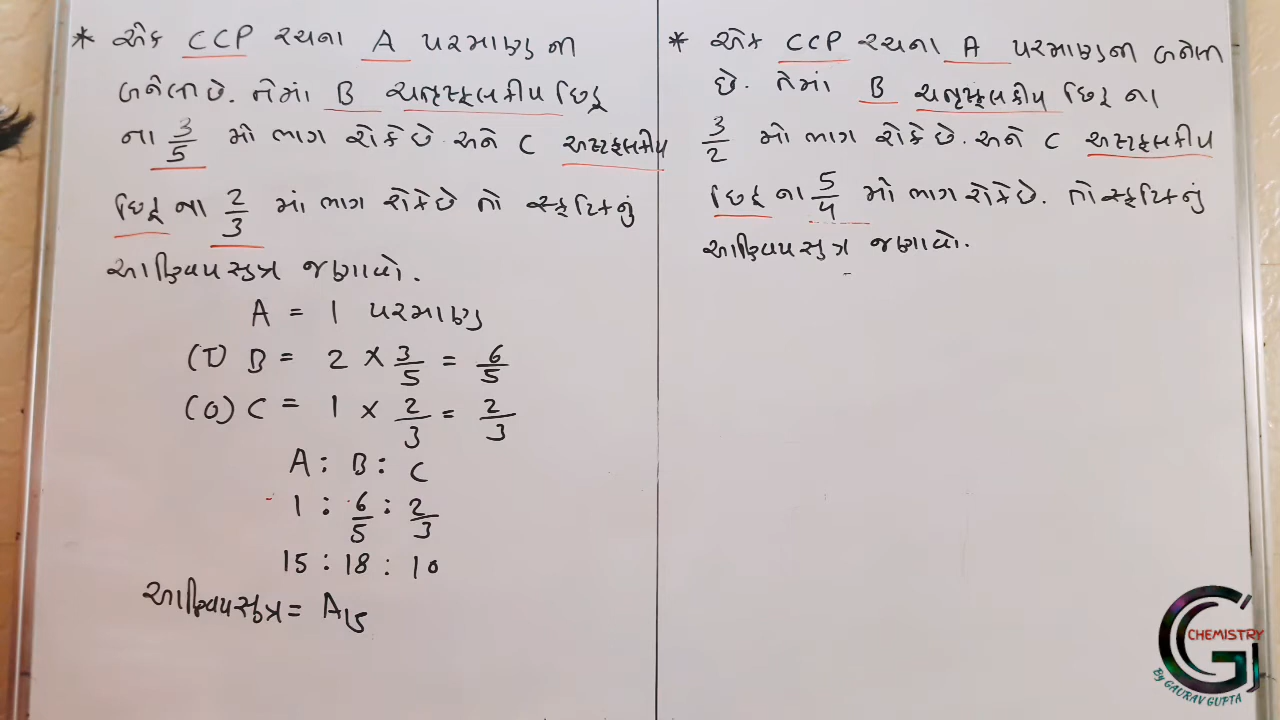 * એક CCP રચના A પરમાણુની
બનેલી છે. તેમાં B ચતુષ્ફલકીય છિદ્ર
ના 3/5 માં ભાગ રોકે છે. અને C અષ્ટફલકીય
છિદ્ર ના 2/3 માં ભાગ રોકે છે તો સ્ફટિકનું
આણ્વિયસુત્ર જણાવો.
A = 1 પરમાણુ
(T) B = 2 × 3/5 = 6/5
(O) C = 1 × 2/3 = 2/3
A : B : C
1 : 6/5 : 2/3
15 : 18 : 10
આણ્વિયસુત્ર = A15
* એક CCP રચના A પરમાણુની બનેલી
છે. તેમાં B ચતુષ્ફલકીય છિદ્ર ના
3/2 માં ભાગ રોકે છે. અને C અષ્ટફલકીય
છિદ્ર ના 5/4 માં ભાગ રોકે છે. તો સ્ફટિકનું
આણ્વિયસુત્ર જણાવો.
CHEMISTRY
G
By GAURAV GUPTA